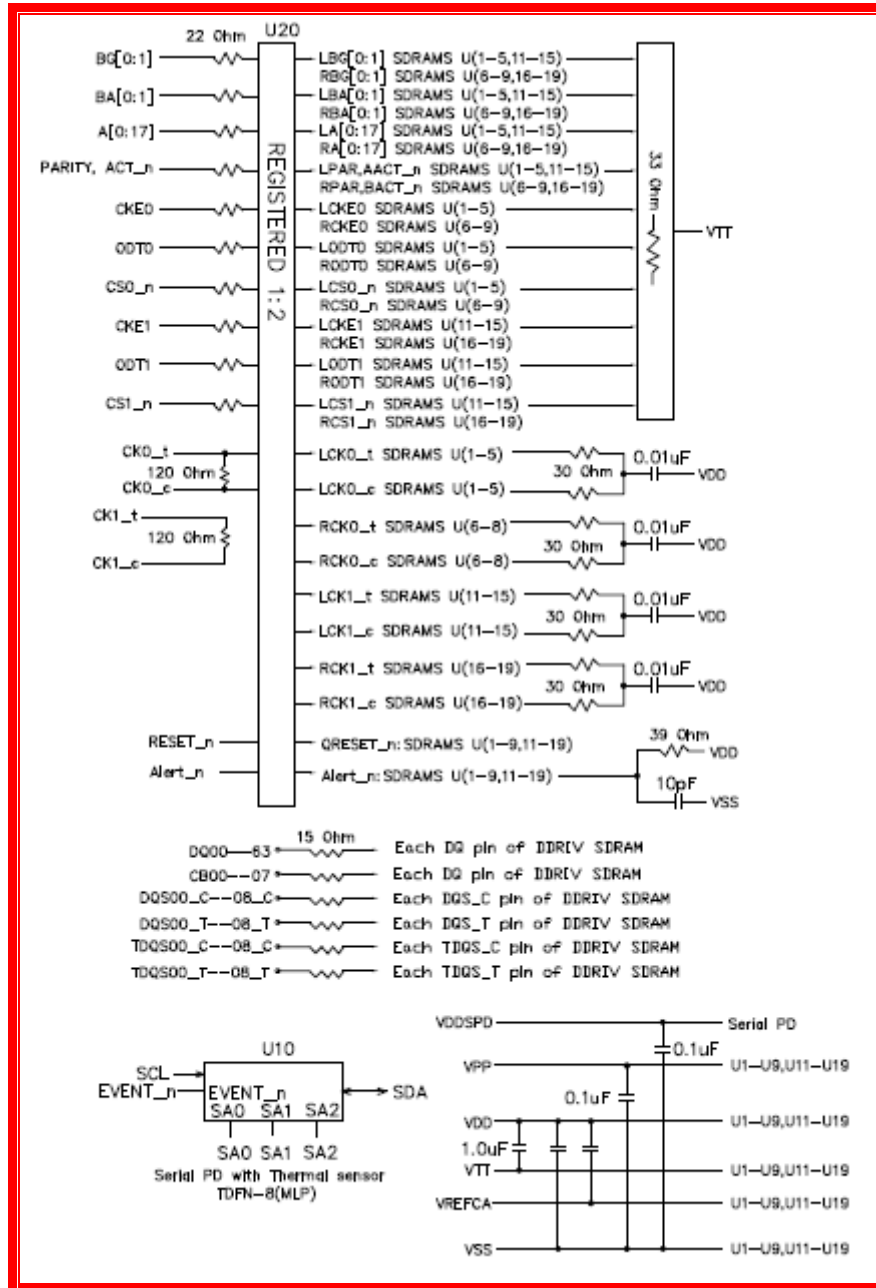 22 Ohm U20
BG[0:1] LBG[0:1] SDRAMS U(1-5,11-15)
RBG[0:1] SDRAMS U(6-9,16-19)
BA[0:1] LBA[0:1] SDRAMS U(1-5,11-15)
RBA[0:1] SDRAMS U(6-9,16-19)
A[0:17] LA[0:17] SDRAMS U(1-5,11-15)
RA[0:17] SDRAMS U(6-9,16-19)
PARITY, ACT_n LPAR,AACT_n SDRAMS U(1-5,11-15)
RPAR,BACT_n SDRAMS U(6-9,16-19)
CKE0 LCKE0 SDRAMS U(1-5)
RCKE0 SDRAMS U(6-9)
ODT0 LODT0 SDRAMS U(1-5)
RODT0 SDRAMS U(6-9)
CS0_n LCS0_n SDRAMS U(1-5)
RCS0_n SDRAMS U(6-9)
CKE1 LCKE1 SDRAMS U(11-15)
RCKE1 SDRAMS U(16-19)
ODT1 LODT1 SDRAMS U(11-15)
RODT1 SDRAMS U(16-19)
CS1_n LCS1_n SDRAMS U(11-15)
RCS1_n SDRAMS U(16-19)
REGISTERED 1:2
33 Ohm
VTT
CK0_t LCK0_t SDRAMS U(1-5) 0.01uF
120 Ohm 30 Ohm VDD
CK0_c LCK0_c SDRAMS U(1-5)
CK1_t RCK0_t SDRAMS U(6-8) 0.01uF
120 Ohm 30 Ohm VDD
CK1_c RCK0_c SDRAMS U(6-8)
LCK1_t SDRAMS U(11-15) 0.01uF
30 Ohm VDD
LCK1_c SDRAMS U(11-15)
RCK1_t SDRAMS U(16-19) 0.01uF
30 Ohm VDD
RCK1_c SDRAMS U(16-19)
RESET_n QRESET_n:SDRAMS U(1-9,11-19) 39 Ohm VDD
Alert_n Alert_n:SDRAMS U(1-9,11-19)
10pF VSS
15 Ohm
DQ00--63 Each DQ pin of DDRIV SDRAM
CB00--07 Each DQ pin of DDRIV SDRAM
DQS00_C--08_C Each DQS_C pin of DDRIV SDRAM
DQS00_T--08_T Each DQS_T pin of DDRIV SDRAM
TDQS00_C--08_C Each TDQS_C pin of DDRIV SDRAM
TDQS00_T--08_T Each TDQS_T pin of DDRIV SDRAM
U10
SCL
EVENT_n EVENT_n SDA
SA0 SA1 SA2
SA0 SA1 SA2
Serial PD with Thermal sensor
TDFN-8(MLP)
VDDSPD Serial PD
0.1uF
VPP U1-U9,U11-U19
0.1uF
VDD U1-U9,U11-U19
1.0uF
VTT U1-U9,U11-U19
VREFCA U1-U9,U11-U19
VSS U1-U9,U11-U19